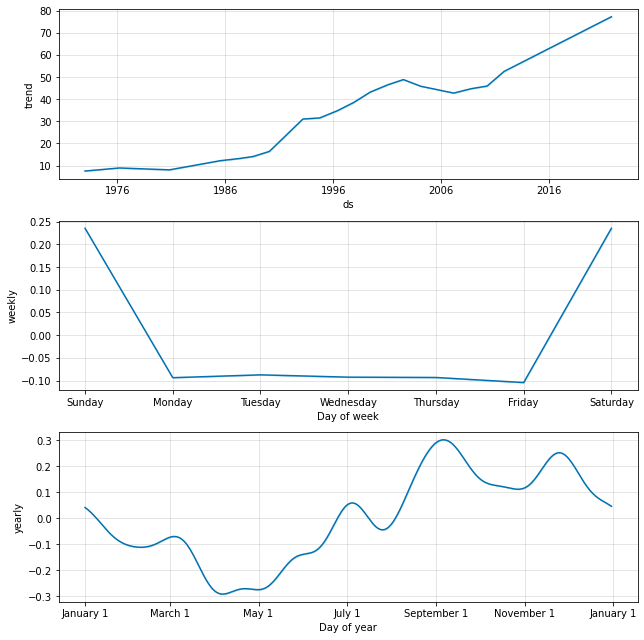 80
70
60
50
40
30
20
10
trend
1976 1986 1996 2006 2016
ds
0.25
0.20
0.15
0.10
0.05
0.00
−0.05
−0.10
weekly
Sunday Monday Tuesday Wednesday Thursday Friday Saturday
Day of week
0.3
0.2
0.1
0.0
−0.1
−0.2
−0.3
yearly
January 1 March 1 May 1 July 1 September 1 November 1 January 1
Day of year